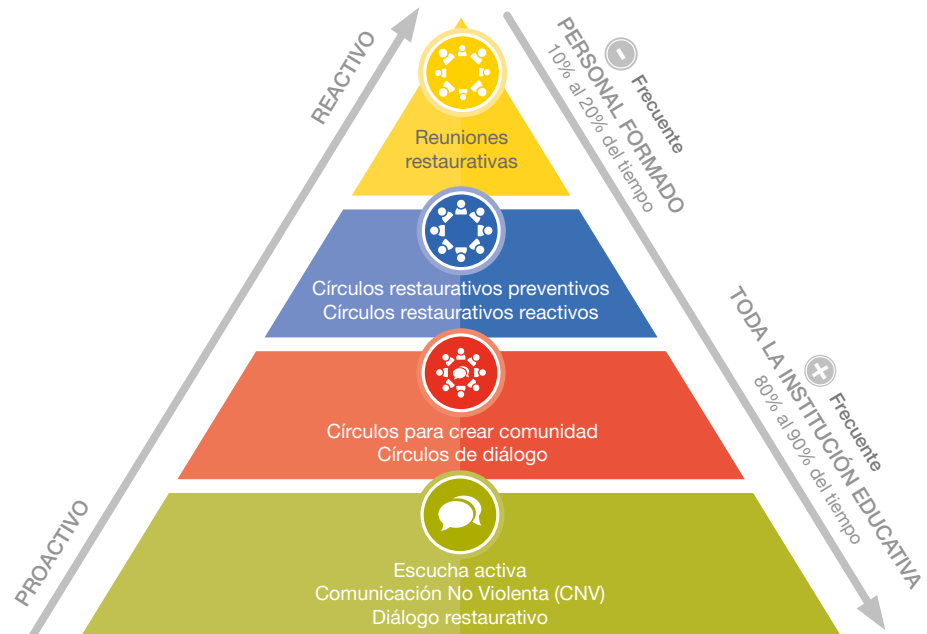 REACTIVO
PROACTIVO
Reuniones
restaurativas
Círculos restaurativos preventivos
Círculos restaurativos reactivos
Círculos para crear comunidad
Círculos de diálogo
Escucha activa
Comunicación No Violenta (CNV)
Diálogo restaurativo
-
Frecuente
PERSONAL FORMADO
10% al 20% del tiempo
+
Frecuente
TODA LA INSTITUCIÓN EDUCATIVA
80% al 90% del tiempo